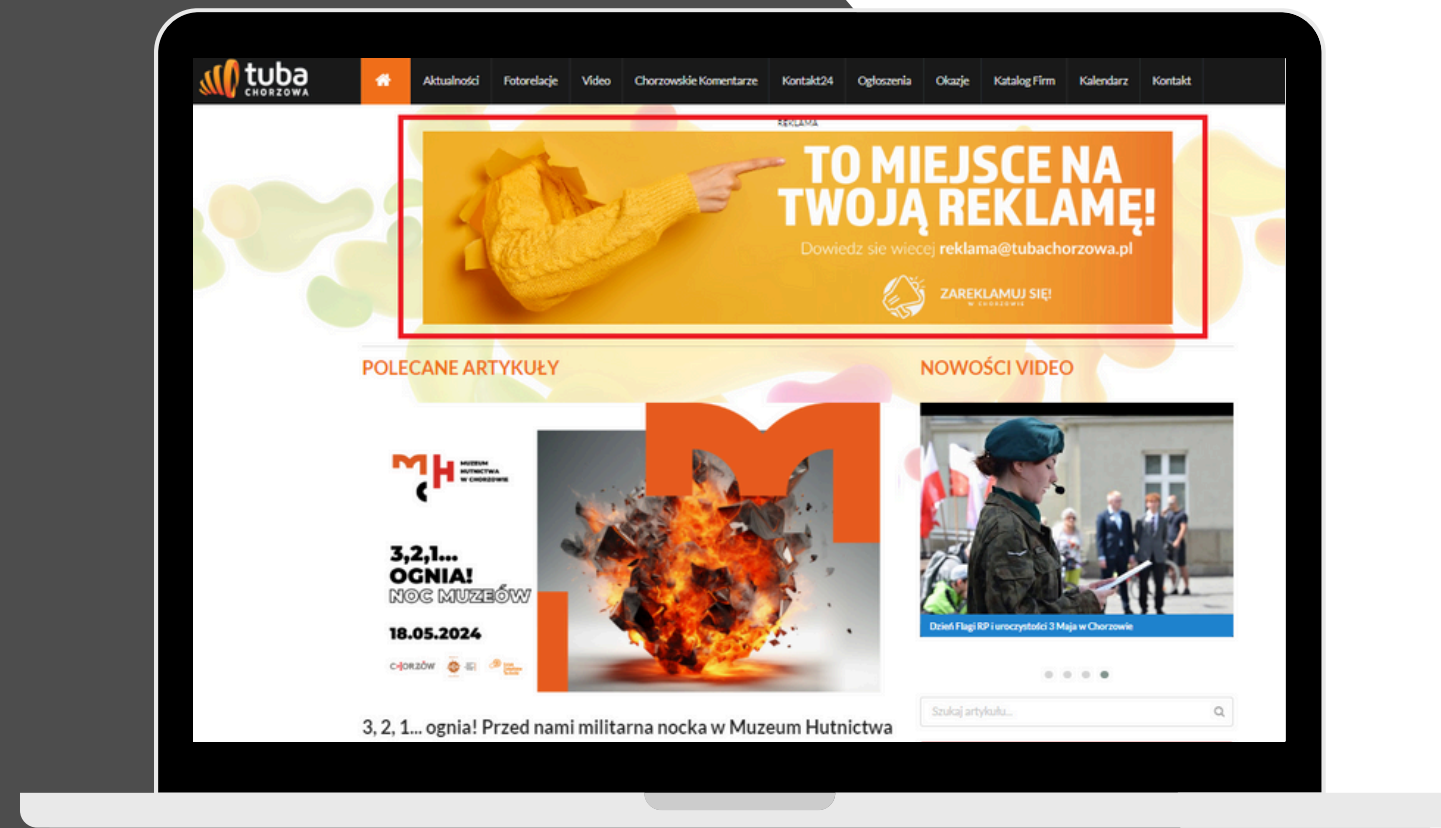 tuba
CHORZOWA
Aktualności
Fotorelacje
Video
Chorzowskie Komentarze
Kontakt24
Ogłoszenia
Okazje
Katalog Firm
Kalendarz
Kontakt
REKLAMA
TO MIEJSCE NA
TWOJĄ REKLAMĘ!
Dowiedz sie wiecej reklama@tubachorzowa.pl
ZAREKLAMUJ SIĘ!
W CHORZOWIE
POLECANE ARTYKUŁY
NOWOŚCI VIDEO
MCH
MUZEUM
HUTNICTWA
W CHORZOWIE
3,2,1...
OGNIA!
NOC MUZEÓW
18.05.2024
CHORZÓW
Dzień Flagi RP i uroczystości 3 Maja w Chorzowie
Szukaj artykułu...
3, 2, 1... ognia! Przed nami militarna nocka w Muzeum Hutnictwa